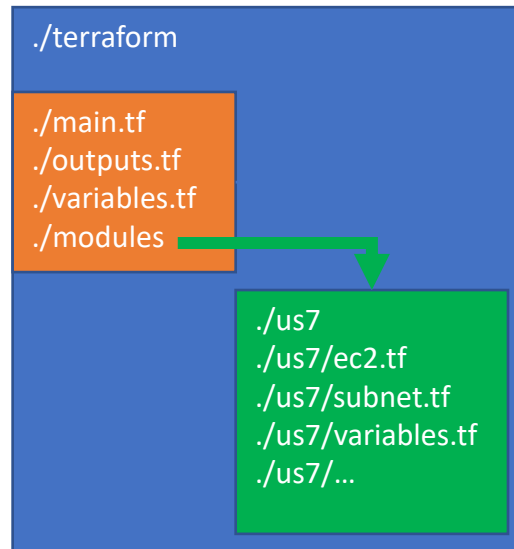 ./terraform
./main.tf
./outputs.tf
./variables.tf
./modules
./us7
./us7/ec2.tf
./us7/subnet.tf
./us7/variables.tf
./us7/...